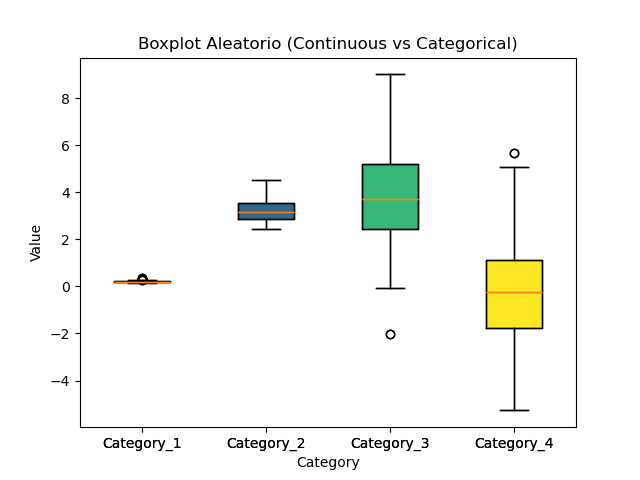 Boxplot Aleatorio (Continuous vs Categorical)
8
6
4
2
0
−2
−4
Value
Category_1 Category_2 Category_3 Category_4
Category